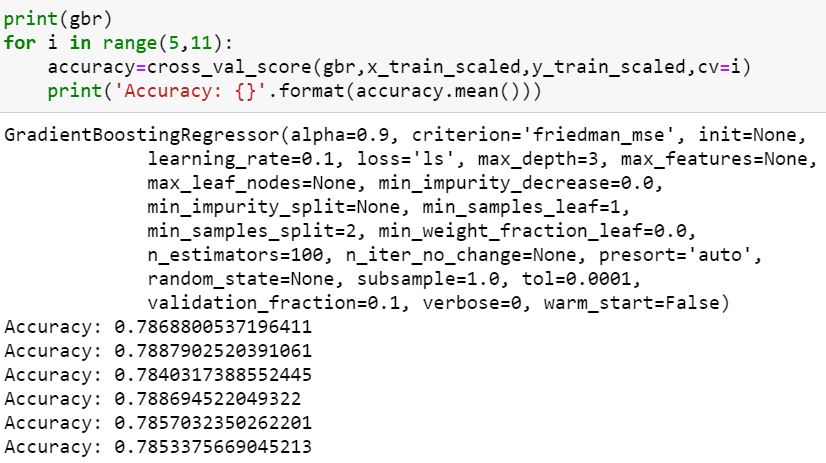 print(gbr)
for i in range(5,11):
    accuracy=cross_val_score(gbr,x_train_scaled,y_train_scaled,cv=i)
    print('Accuracy: {}'.format(accuracy.mean()))
GradientBoostingRegressor(alpha=0.9, criterion='friedman_mse', init=None,
             learning_rate=0.1, loss='ls', max_depth=3, max_features=None,
             max_leaf_nodes=None, min_impurity_decrease=0.0,
             min_impurity_split=None, min_samples_leaf=1,
             min_samples_split=2, min_weight_fraction_leaf=0.0,
             n_estimators=100, n_iter_no_change=None, presort='auto',
             random_state=None, subsample=1.0, tol=0.0001,
             validation_fraction=0.1, verbose=0, warm_start=False)
Accuracy: 0.7868800537196411
Accuracy: 0.7887902520391061
Accuracy: 0.7840317388552445
Accuracy: 0.788694522049322
Accuracy: 0.7857032350262201
Accuracy: 0.7853375669045213